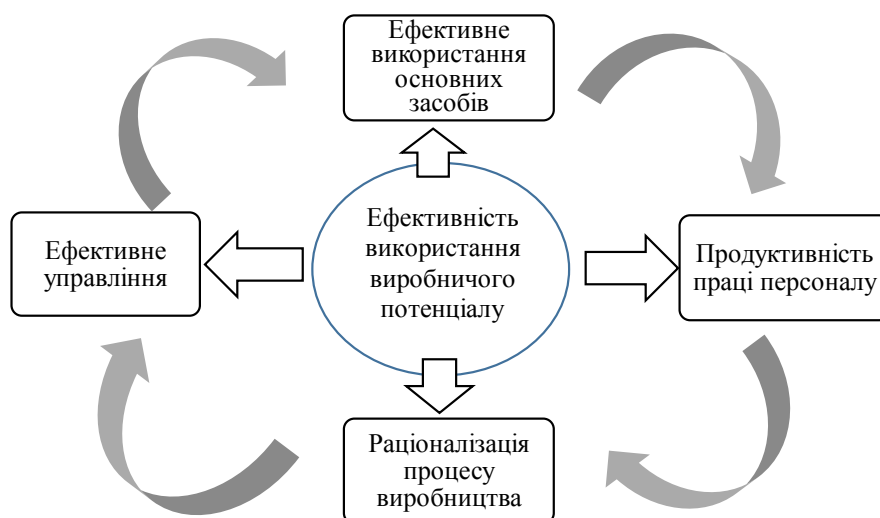 Ефективне
використання
основних
засобів
Ефективність
використання
виробничого
потенціалу
Ефективне
управління
Продуктивність
праці персоналу
Раціоналізація
процесу
виробництва